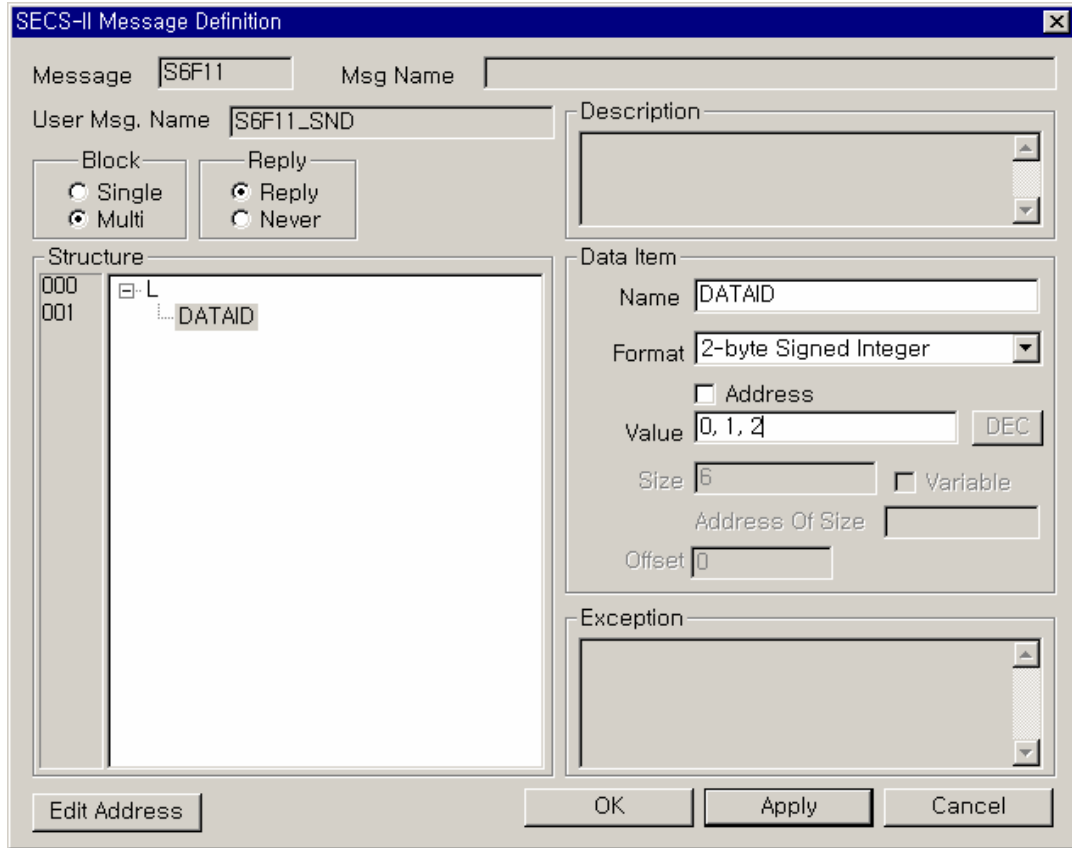 SECS-II Message Definition
Message S6F11 Msg Name
User Msg. Name S6F11_SND
Block
Single
Multi
Reply
Reply
Never
Description
Structure
000
001
L
DATAID
Data Item
Name DATAID
Format 2-byte Signed Integer
Address
Value 0, 1, 2 DEC
Size 6 Variable
Address Of Size
Offset 0
Exception
Edit Address
OK Apply Cancel